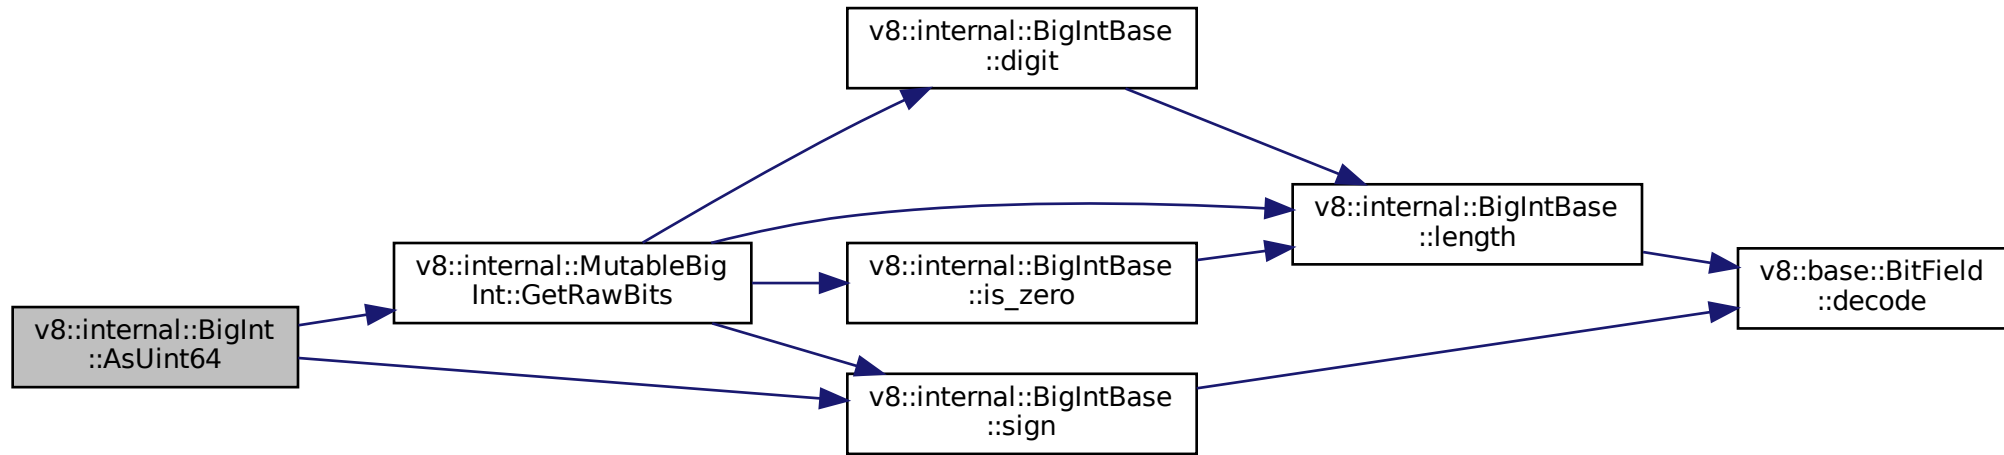 v8::internal::BigInt
::AsUint64
v8::internal::MutableBig
Int::GetRawBits
v8::internal::BigIntBase
::digit
v8::internal::BigIntBase
::is_zero
v8::internal::BigIntBase
::sign
v8::internal::BigIntBase
::length
v8::base::BitField
::decode